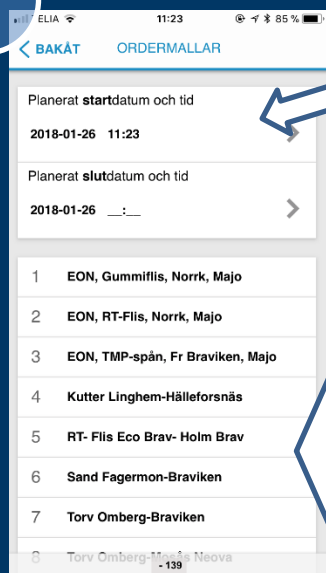 TELIA 11:23 85 %
BAKÅT ORDERMALLAR
Planerat startdatum och tid
2018-01-26 11:23
Planerat slutdatum och tid
2018-01-26 __:__
1 EON, Gummiflis, Norrk, Majo
2 EON, RT-Flis, Norrk, Majo
3 EON, TMP-spån, Fr Braviken, Majo
4 Kutter Linghem-Hälleforsnäs
5 RT- Flis Eco Brav- Holm Brav
6 Sand Fagermon-Braviken
7 Torv Omberg-Braviken
8 Torv Omberg-Mosås Neova
- 139